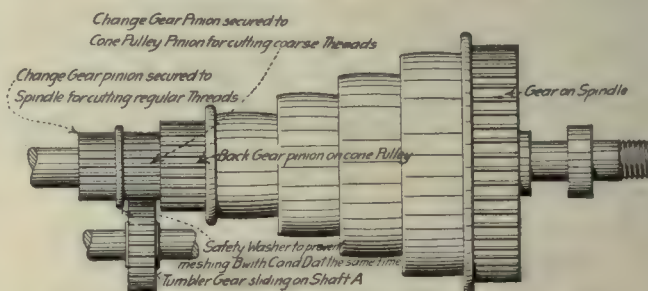 Change Gear Pinion secured to
Cone Pulley Pinion for cutting coarse Threads
Change Gear pinion secured to
Spindle for cutting regular Threads
Gear on Spindle
Back Gear pinion on cone Pulley
Safety Washer to prevent
meshing B with C and D at the same time
Tumbler Gear sliding on Shaft A